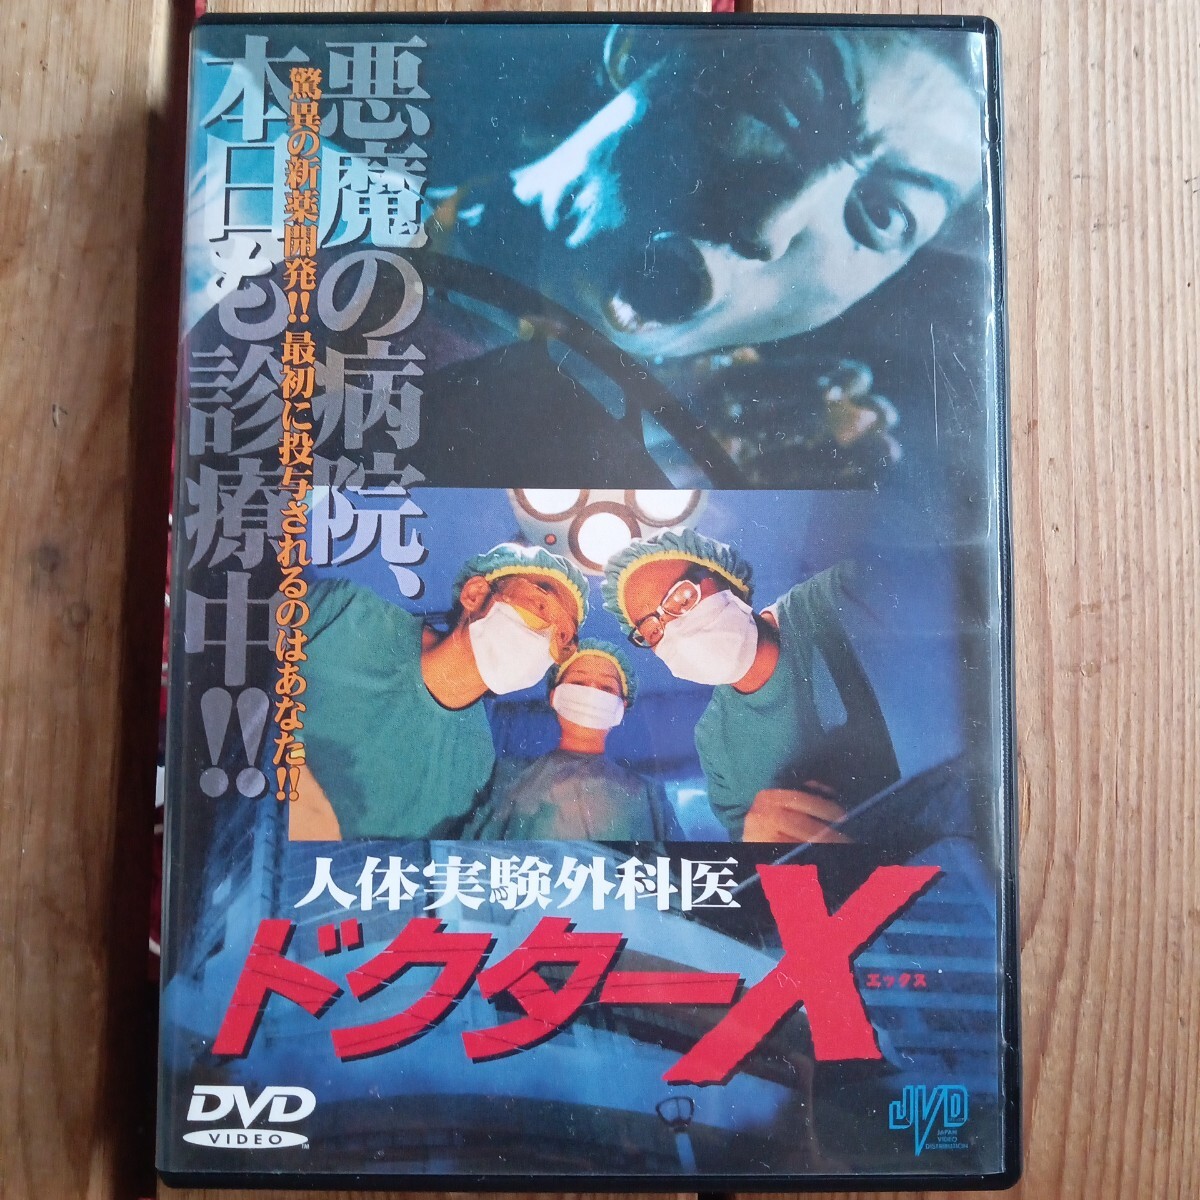 悪魔の病院、
本日も診療中!!
驚異の新薬開発!! 最初に投与されるのはあなた!!
人体実験外科医
ドクターX
エックス
DVD
VIDEO
TM
JVD
JAPAN
VIDEO
DISTRIBUTION